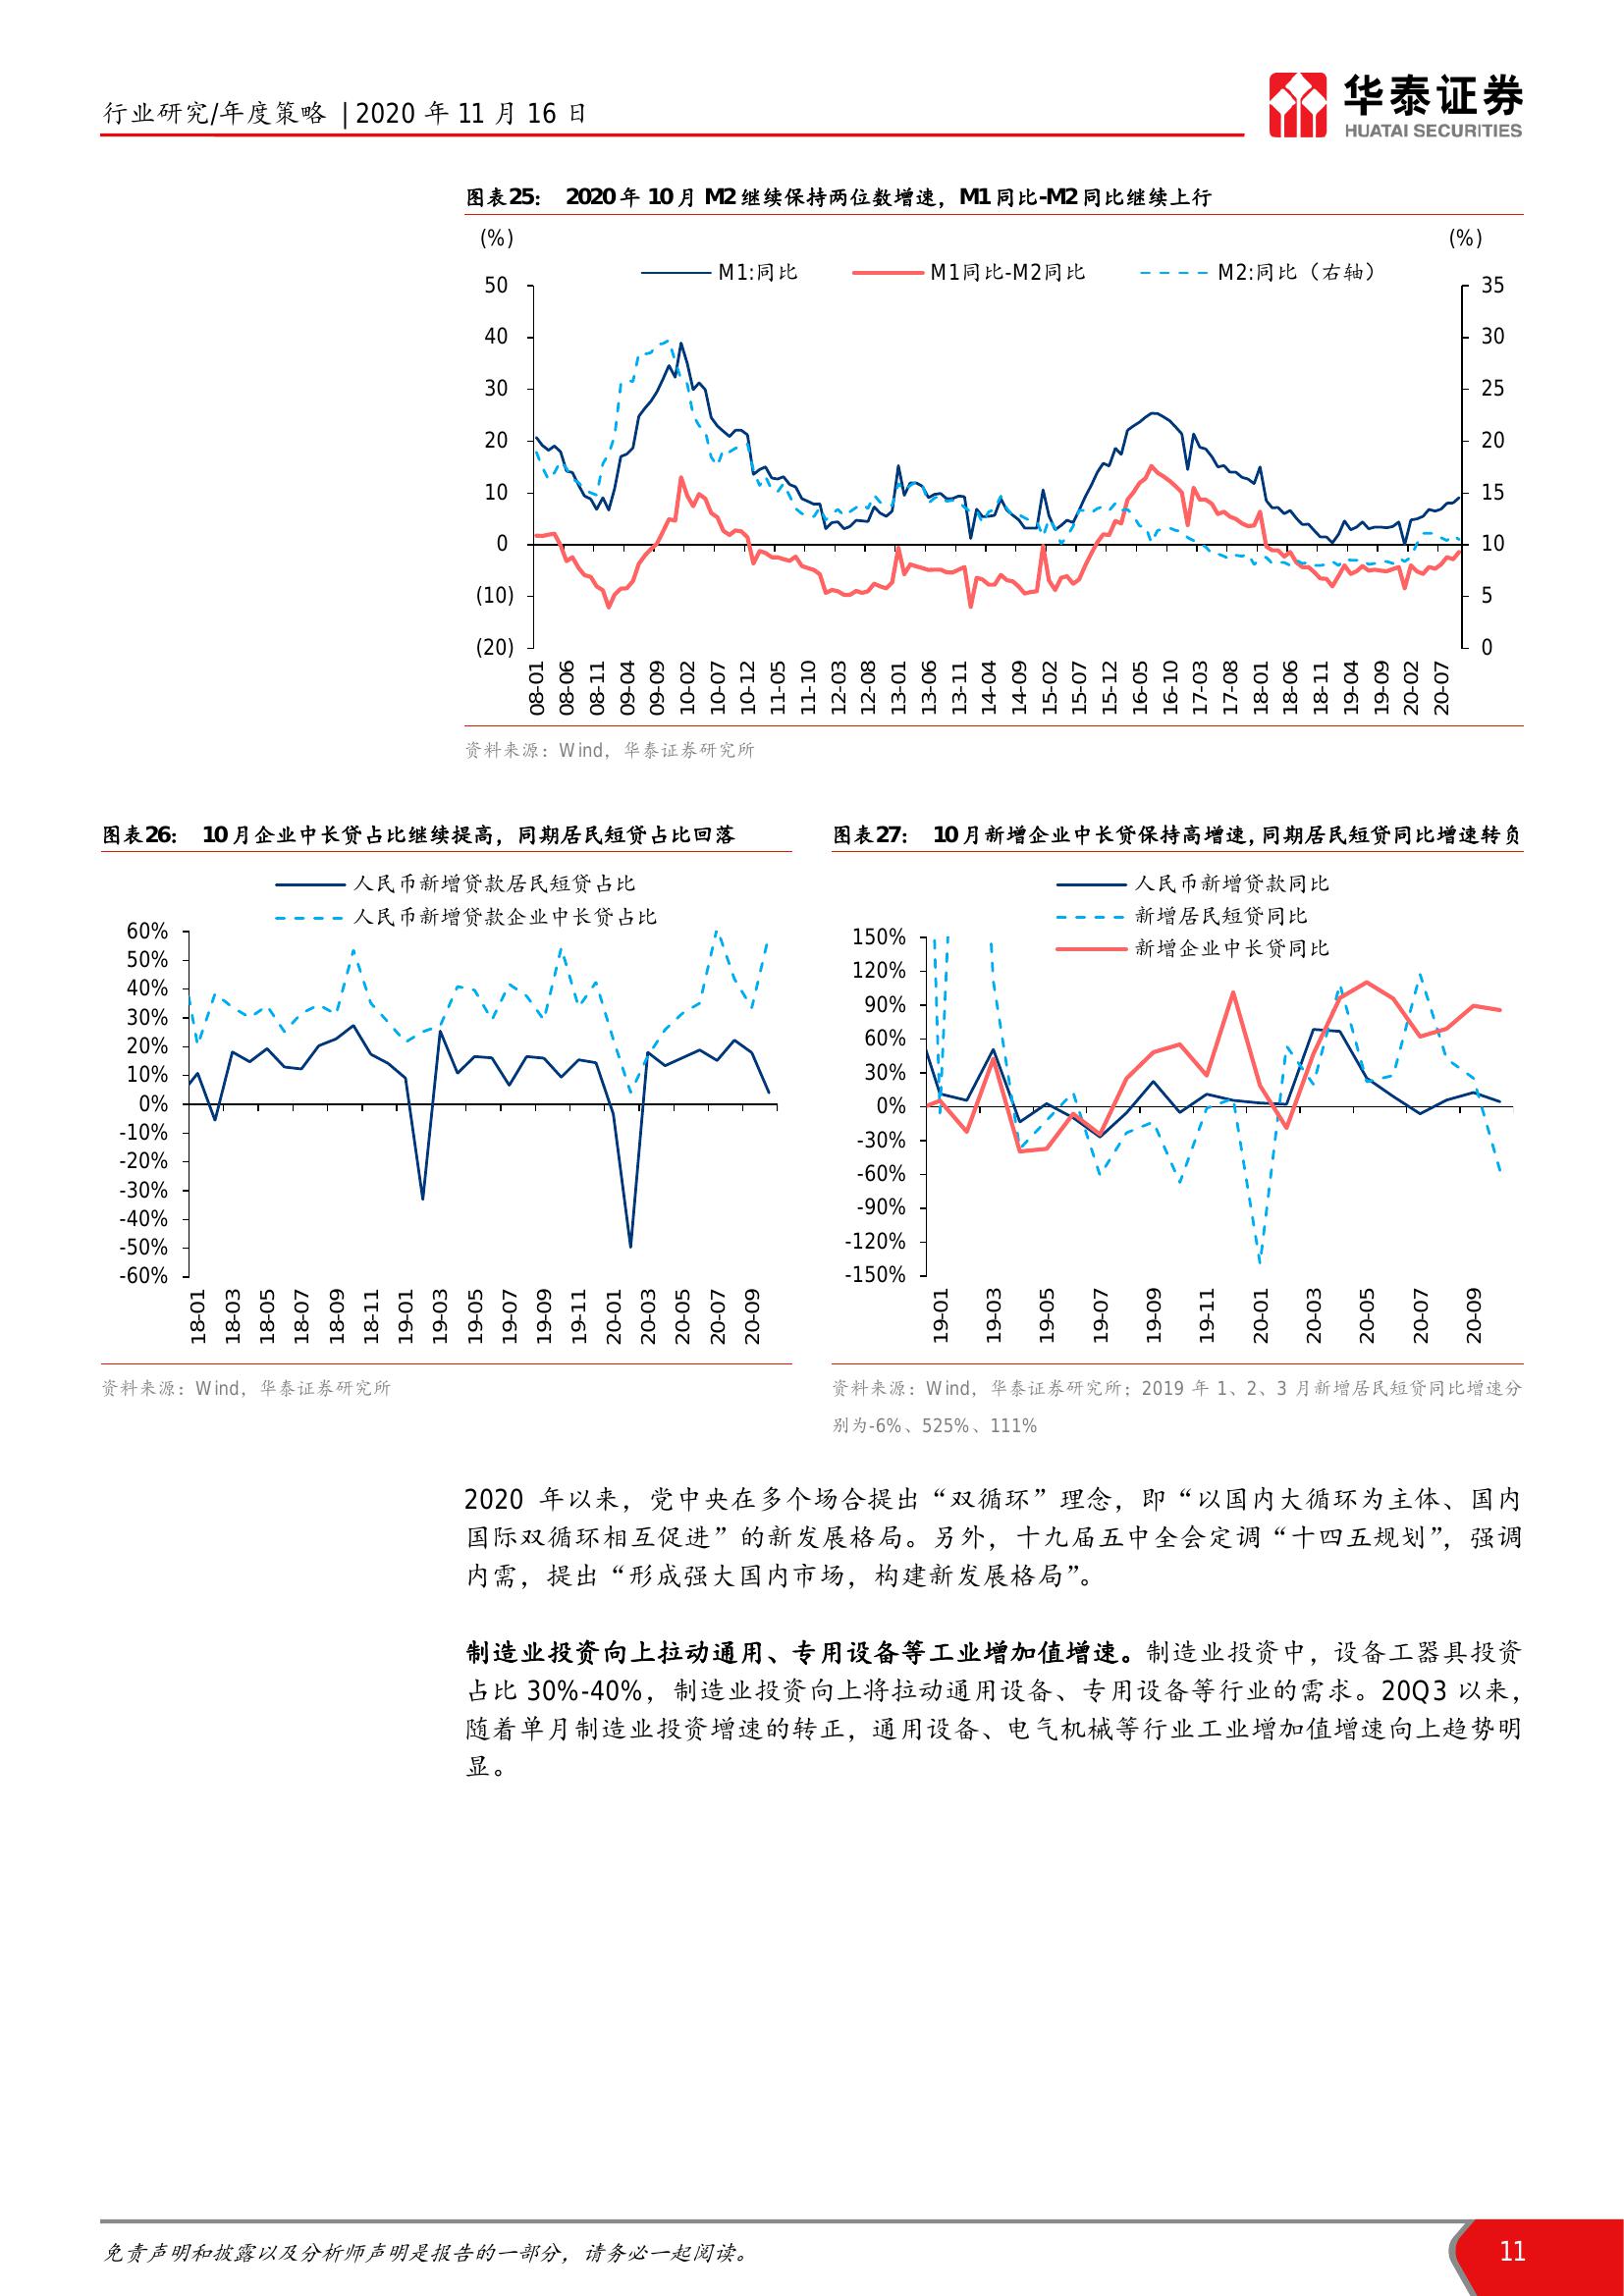 行业研究/年度策略 | 2020 年 11 月 16 日
华泰证券
HUATAI SECURITIES
图表25： 2020 年 10 月 M2 继续保持两位数增速，M1 同比-M2 同比继续上行
(%) (%)
M1:同比 M1同比-M2同比 M2:同比（右轴）
50 35
40 30
30 25
20 20
10 15
0 10
(10) 5
(20) 0
08-01 08-06 08-11 09-04 09-09 10-02 10-07 10-12 11-05 11-10 12-03 12-08 13-01 13-06 13-11 14-04 14-09 15-02 15-07 15-12 16-05 16-10 17-03 17-08 18-01 18-06 18-11 19-04 19-09 20-02 20-07
资料来源：Wind，华泰证券研究所
图表26： 10 月企业中长贷占比继续提高，同期居民短贷占比回落
人民币新增贷款居民短贷占比
人民币新增贷款企业中长贷占比
60%
50%
40%
30%
20%
10%
0%
-10%
-20%
-30%
-40%
-50%
-60%
18-01 18-03 18-05 18-07 18-09 18-11 19-01 19-03 19-05 19-07 19-09 19-11 20-01 20-03 20-05 20-07 20-09
资料来源：Wind，华泰证券研究所
图表27： 10 月新增企业中长贷保持高增速，同期居民短贷同比增速转负
人民币新增贷款同比
新增居民短贷同比
新增企业中长贷同比
150%
120%
90%
60%
30%
0%
-30%
-60%
-90%
-120%
-150%
19-01 19-03 19-05 19-07 19-09 19-11 20-01 20-03 20-05 20-07 20-09
资料来源：Wind，华泰证券研究所；2019 年 1、2、3 月新增居民短贷同比增速分
别为-6%、525%、111%
2020 年以来，党中央在多个场合提出“双循环”理念，即“以国内大循环为主体、国内
国际双循环相互促进”的新发展格局。另外，十九届五中全会定调“十四五规划”，强调
内需，提出“形成强大国内市场，构建新发展格局”。
制造业投资向上拉动通用、专用设备等工业增加值增速。制造业投资中，设备工器具投资
占比 30%-40%，制造业投资向上将拉动通用设备、专用设备等行业的需求。20Q3 以来，
随着单月制造业投资增速的转正，通用设备、电气机械等行业工业增加值增速向上趋势明
显。
免责声明和披露以及分析师声明是报告的一部分，请务必一起阅读。
11